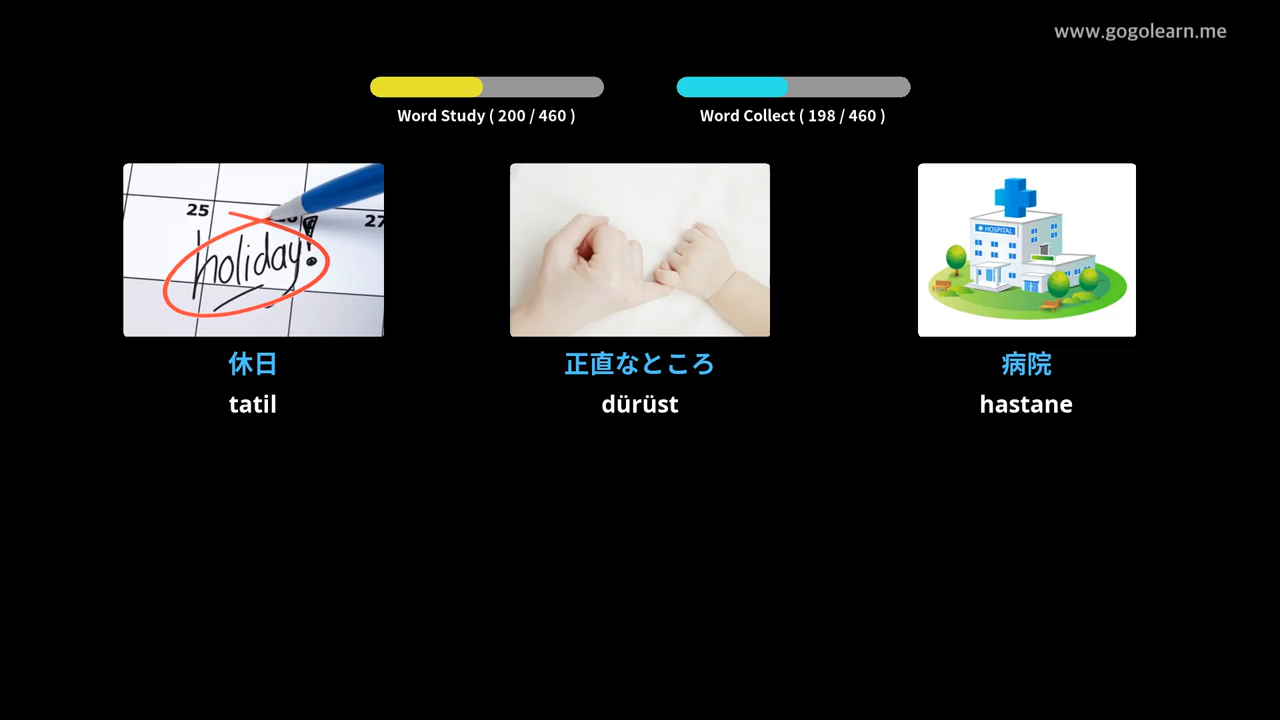 www.gogolearn.me
Word Study ( 200 / 460 )
Word Collect ( 198 / 460 )
25
27
holiday!
HOSPITAL
休日
正直なところ
病院
tatil
dürüst
hastane